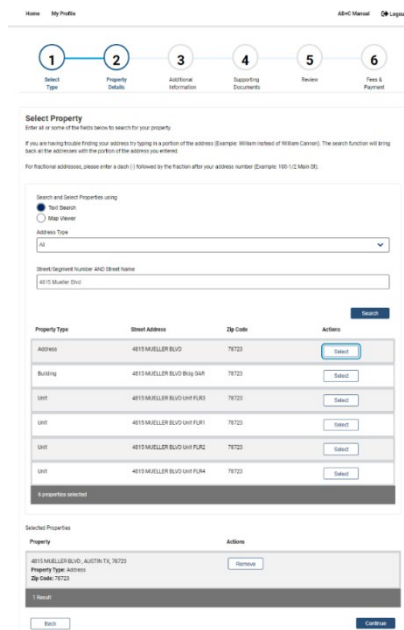 Home My Profile AB+C Manual Logout
1 2 3 4 5 6
Select Type
Property Details
Additional Information
Supporting Documents
Review
Fees & Payment
Select Property
Enter all or some of the fields below to search for your property.
If you are having trouble finding your address try typing in a portion of the address (Example: William instead of William Cannon). The search function will bring
back all the addresses with the portion of the address you entered.
For fractional addresses, please enter a dash (-) followed by the fraction after your address number (Example: 100-1/2 Main St).
Search and Select Properties using
Text Search
Map Viewer
Address Type
All
Street/Segment Number AND Street Name
4815 Mueller Blvd
Search
Property Type Street Address Zip Code Actions
Address 4815 MUELLER BLVD 78723 Select
Building 4815 MUELLER BLVD Bldg GAR 78723 Select
Unit 4815 MUELLER BLVD Unit FLR3 78723 Select
Unit 4815 MUELLER BLVD Unit FLR1 78723 Select
Unit 4815 MUELLER BLVD Unit FLR2 78723 Select
Unit 4815 MUELLER BLVD Unit FLR4 78723 Select
6 properties selected
Selected Properties
Property Actions
4815 MUELLER BLVD , AUSTIN TX, 78723 Remove
Property Type: Address
Zip Code: 78723
1 Result
Back Continue